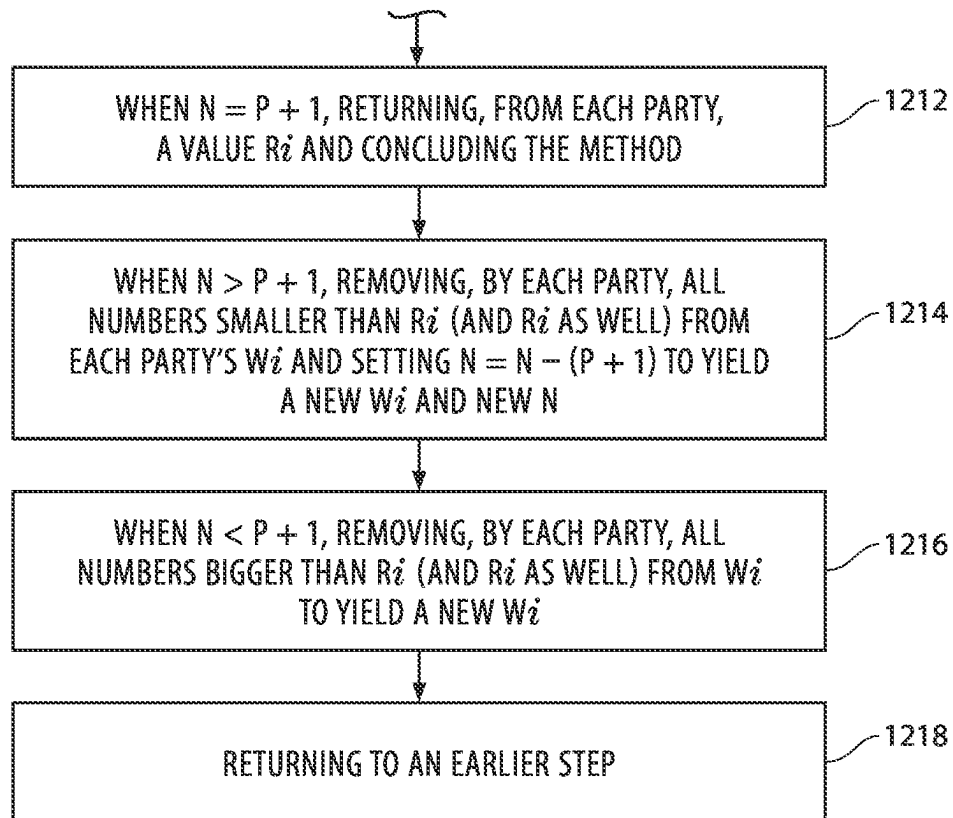 WHEN N = P + 1, RETURNING, FROM EACH PARTY,
A VALUE Ri AND CONCLUDING THE METHOD
1212
WHEN N > P + 1, REMOVING, BY EACH PARTY, ALL
NUMBERS SMALLER THAN Ri (AND Ri AS WELL) FROM
EACH PARTY'S Wi AND SETTING N = N – (P + 1) TO YIELD
A NEW Wi AND NEW N
1214
WHEN N < P + 1, REMOVING, BY EACH PARTY, ALL
NUMBERS BIGGER THAN Ri (AND Ri AS WELL) FROM Wi
TO YIELD A NEW Wi
1216
RETURNING TO AN EARLIER STEP
1218